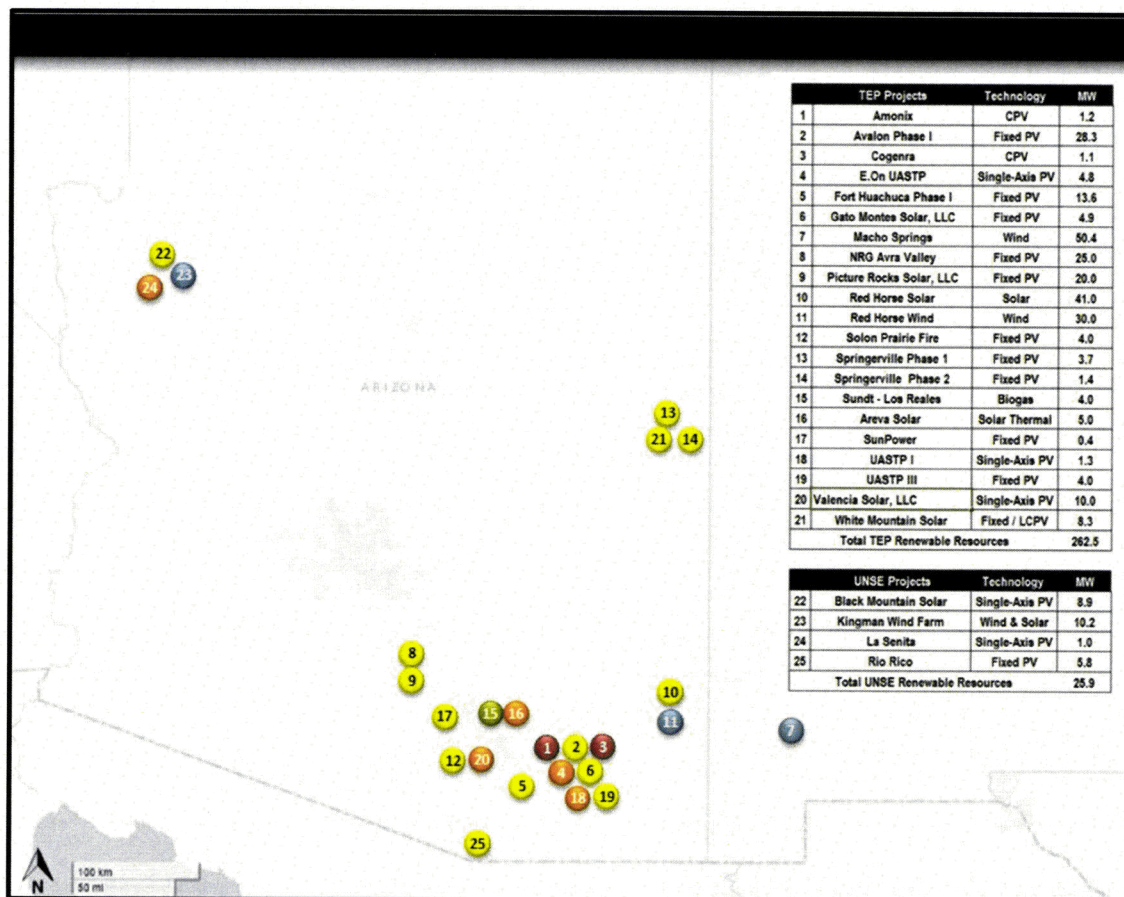 TEP Projects Technology MW
1 Amonix CPV 1.2
2 Avalon Phase I Fixed PV 28.3
3 Cogenra CPV 1.1
4 E.On UASTP Single-Axis PV 4.8
5 Fort Huachuca Phase I Fixed PV 13.6
6 Gato Montes Solar, LLC Fixed PV 4.9
7 Macho Springs Wind 50.4
8 NRG Avra Valley Fixed PV 25.0
9 Picture Rocks Solar, LLC Fixed PV 20.0
10 Red Horse Solar Solar 41.0
11 Red Horse Wind Wind 30.0
12 Solon Prairie Fire Fixed PV 4.0
13 Springerville Phase 1 Fixed PV 3.7
14 Springerville Phase 2 Fixed PV 1.4
15 Sundt - Los Reales Biogas 4.0
16 Areva Solar Solar Thermal 5.0
17 SunPower Fixed PV 0.4
18 UASTP I Single-Axis PV 1.3
19 UASTP III Fixed PV 4.0
20 Valencia Solar, LLC Single-Axis PV 10.0
21 White Mountain Solar Fixed / LCPV 8.3
Total TEP Renewable Resources 262.5
UNSE Projects Technology MW
22 Black Mountain Solar Single-Axis PV 8.9
23 Kingman Wind Farm Wind & Solar 10.2
24 La Senita Single-Axis PV 1.0
25 Rio Rico Fixed PV 5.8
Total UNSE Renewable Resources 25.9
22
23
24
ARIZONA
13
21 14
8
9
10
17 15 16
11
7
1 2 3
12 20
4 6
5
18 19
25
100 km
50 mi
N